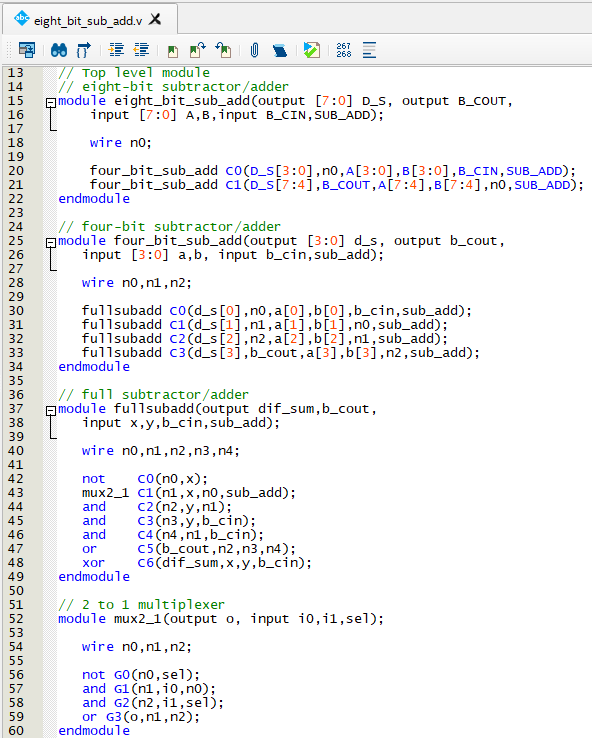 eight_bit_sub_add.v
267
268
13 // Top level module
14 // eight-bit subtractor/adder
15 module eight_bit_sub_add(output [7:0] D_S, output B_COUT,
16 input [7:0] A,B,input B_CIN,SUB_ADD);
17
18 wire n0;
19
20 four_bit_sub_add C0(D_S[3:0],n0,A[3:0],B[3:0],B_CIN,SUB_ADD);
21 four_bit_sub_add C1(D_S[7:4],B_COUT,A[7:4],B[7:4],n0,SUB_ADD);
22 endmodule
23
24 // four-bit subtractor/adder
25 module four_bit_sub_add(output [3:0] d_s, output b_cout,
26 input [3:0] a,b, input b_cin,sub_add);
27
28 wire n0,n1,n2;
29
30 fullsubadd C0(d_s[0],n0,a[0],b[0],b_cin,sub_add);
31 fullsubadd C1(d_s[1],n1,a[1],b[1],n0,sub_add);
32 fullsubadd C2(d_s[2],n2,a[2],b[2],n1,sub_add);
33 fullsubadd C3(d_s[3],b_cout,a[3],b[3],n2,sub_add);
34 endmodule
35
36 // full subtractor/adder
37 module fullsubadd(output dif_sum,b_cout,
38 input x,y,b_cin,sub_add);
39
40 wire n0,n1,n2,n3,n4;
41
42 not C0(n0,x);
43 mux2_1 C1(n1,x,n0,sub_add);
44 and C2(n2,y,n1);
45 and C3(n3,y,b_cin);
46 and C4(n4,n1,b_cin);
47 or C5(b_cout,n2,n3,n4);
48 xor C6(dif_sum,x,y,b_cin);
49 endmodule
50
51 // 2 to 1 multiplexer
52 module mux2_1(output o, input i0,i1,sel);
53
54 wire n0,n1,n2;
55
56 not G0(n0,sel);
57 and G1(n1,i0,n0);
58 and G2(n2,i1,sel);
59 or G3(o,n1,n2);
60 endmodule